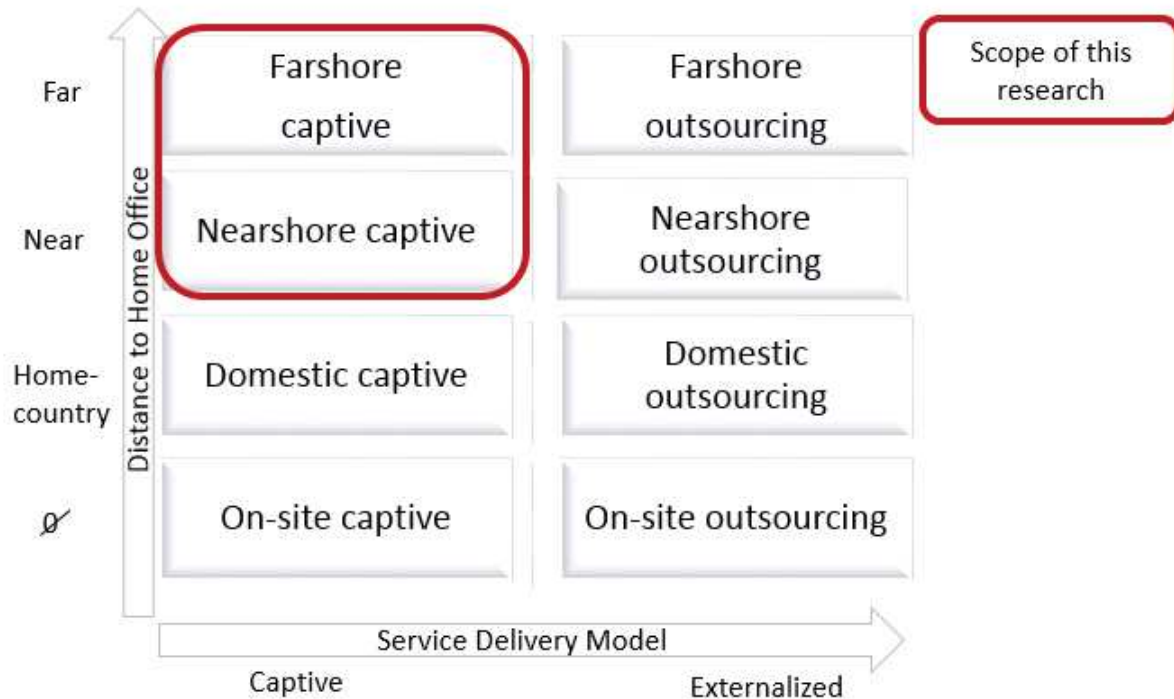 Far
Farshore
captive
Farshore
outsourcing
Scope of this
research
Near
Nearshore captive
Nearshore
outsourcing
Distance to Home Office
Home-
country
Domestic captive
Domestic
outsourcing
0̸
On-site captive
On-site outsourcing
Service Delivery Model
Captive
Externalized